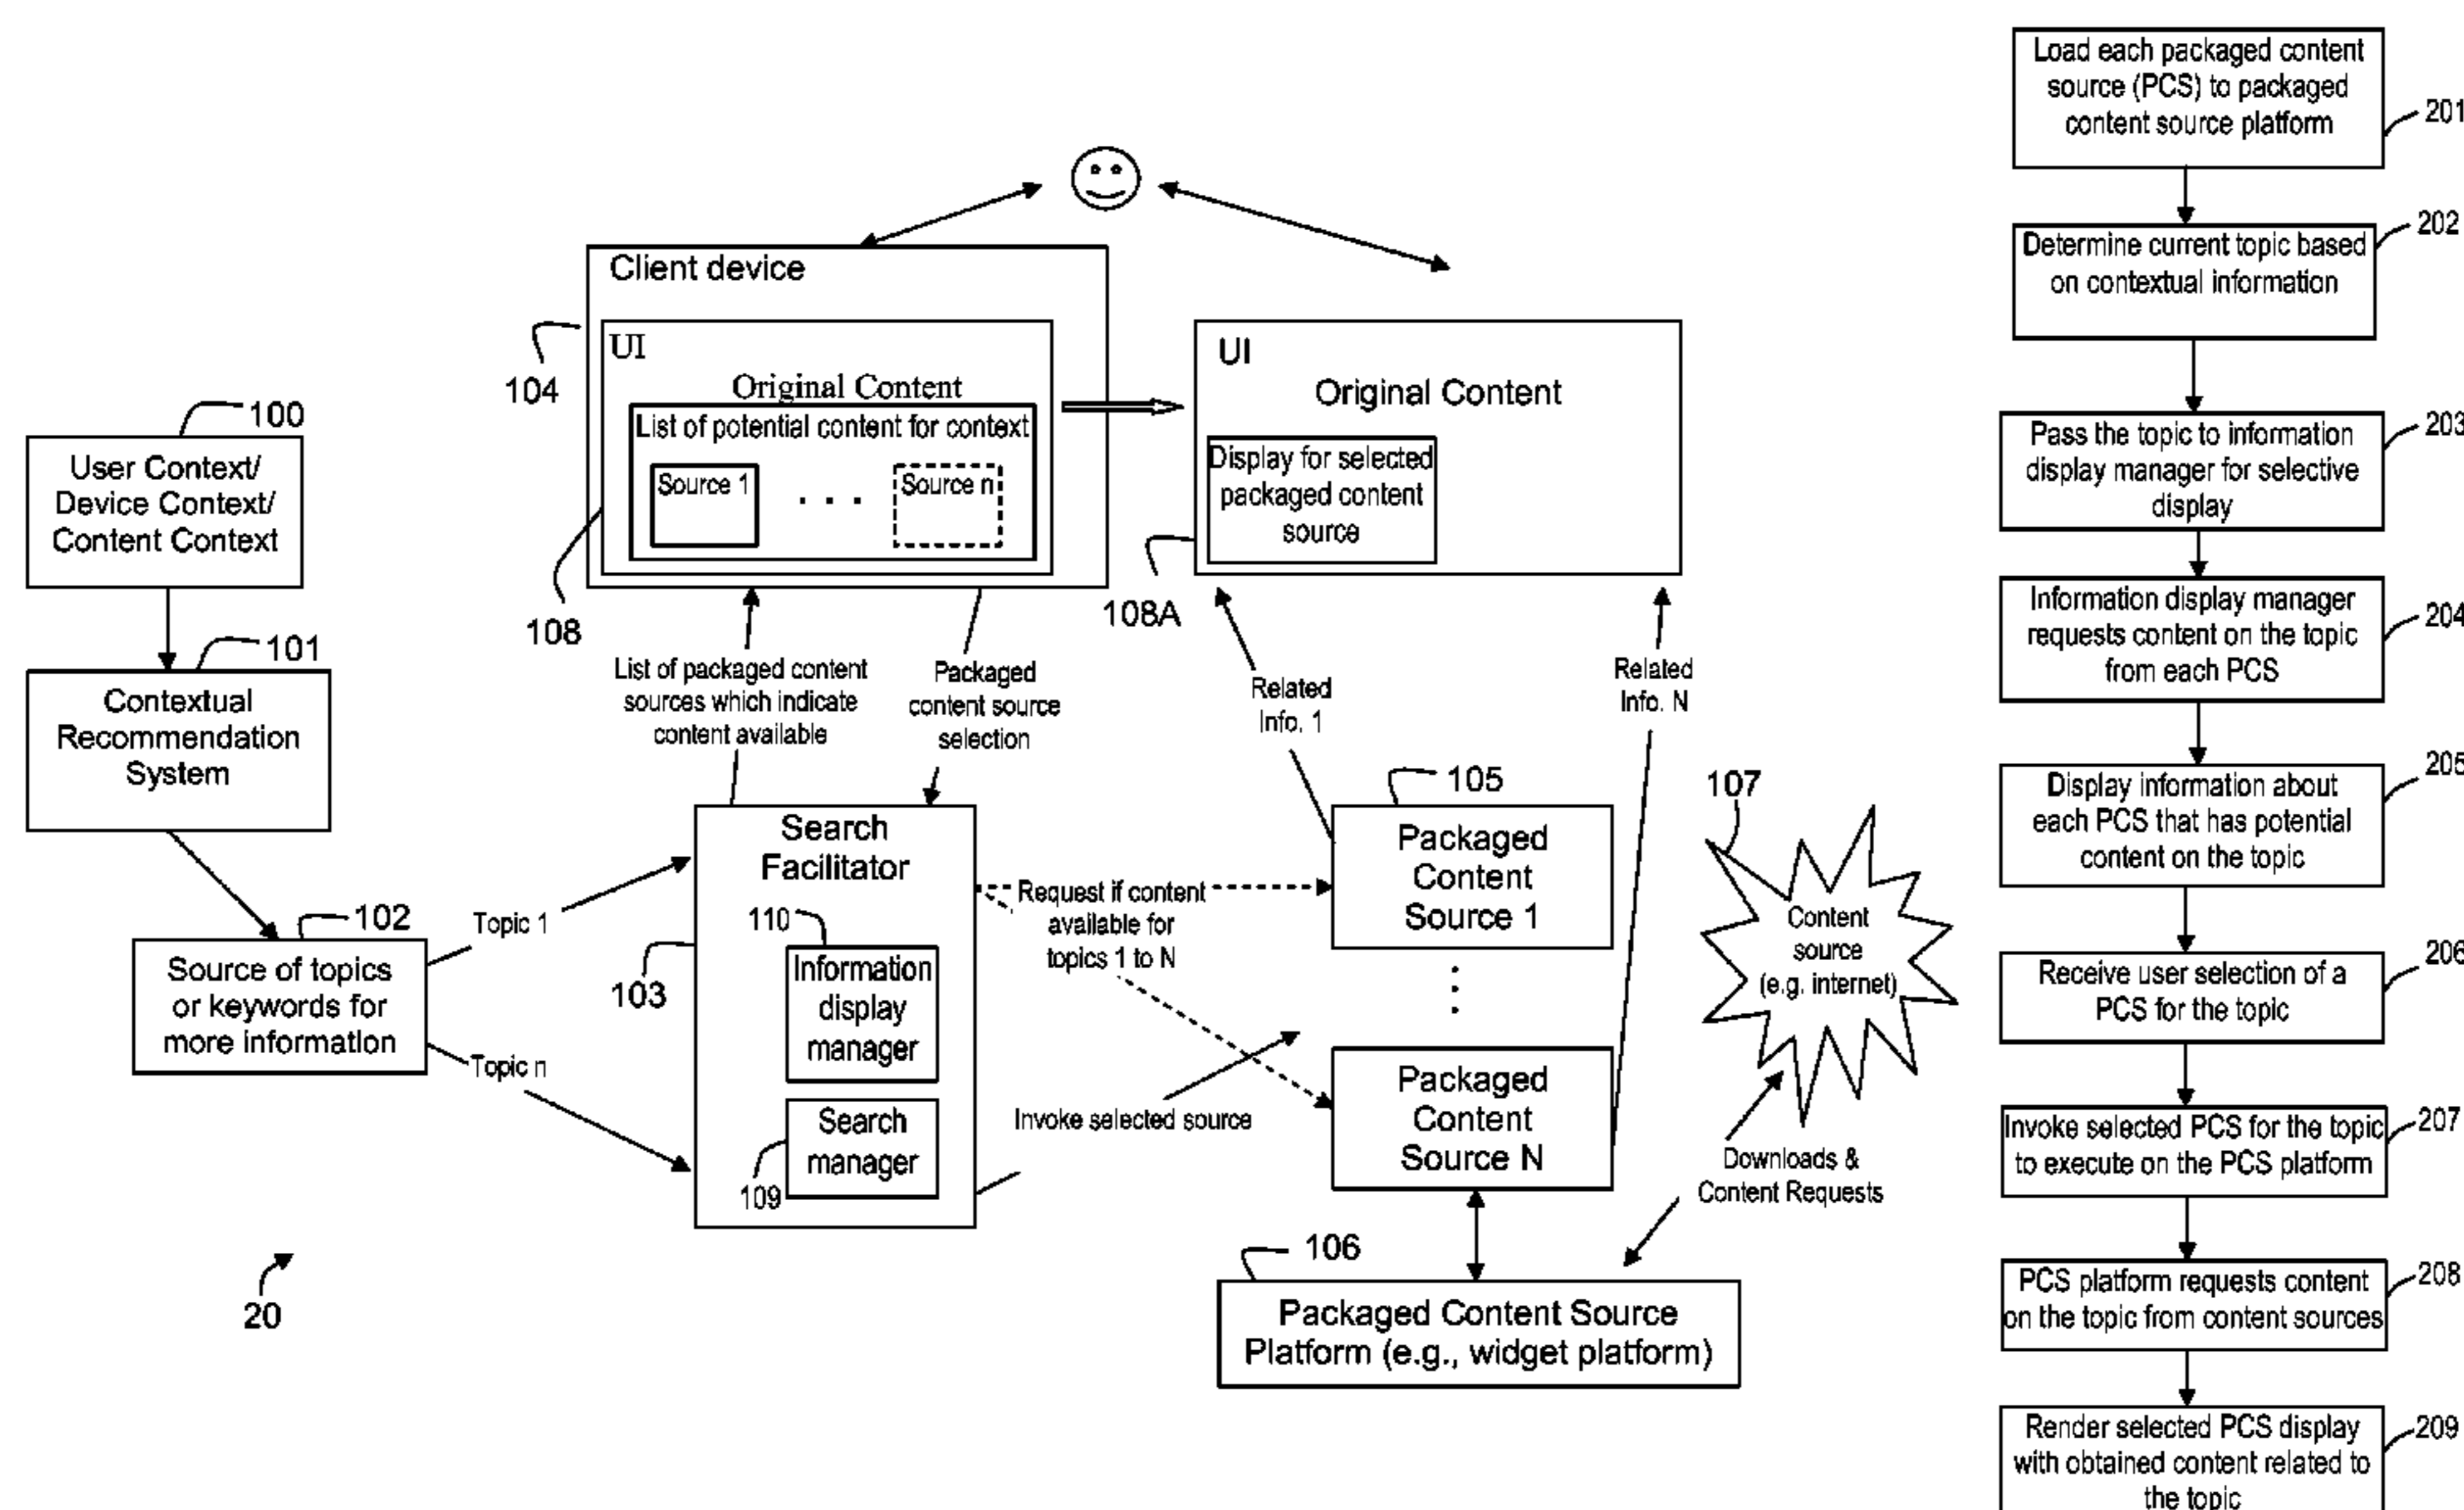 Client device
104
UI
Original Content
List of potential content for context
Source 1
. . .
Source n
108
UI
Original Content
Display for selected
packaged content
source
108A
100
User Context/
Device Context/
Content Context
101
Contextual
Recommendation
System
102
Source of topics
or keywords for
more information
Topic 1
Topic n
List of packaged content
sources which indicate
content available
Packaged
content source
selection
Search
Facilitator
103
110
Information
display
manager
Search
manager
109
Request if content
available for
topics 1 to N
Invoke selected source
Related
Info. 1
Related
Info. N
105
Packaged
Content
Source 1
Packaged
Content
Source N
107
Content
source
(e.g. internet)
Downloads &
Content Requests
106
Packaged Content Source
Platform (e.g., widget platform)
20
Load each packaged content
source (PCS) to packaged
content source platform
201
Determine current topic based
on contextual information
202
Pass the topic to information
display manager for selective
display
203
Information display manager
requests content on the topic
from each PCS
204
Display information about
each PCS that has potential
content on the topic
205
Receive user selection of a
PCS for the topic
206
Invoke selected PCS for the topic
to execute on the PCS platform
207
PCS platform requests content
on the topic from content sources
208
Render selected PCS display
with obtained content related to
the topic
209